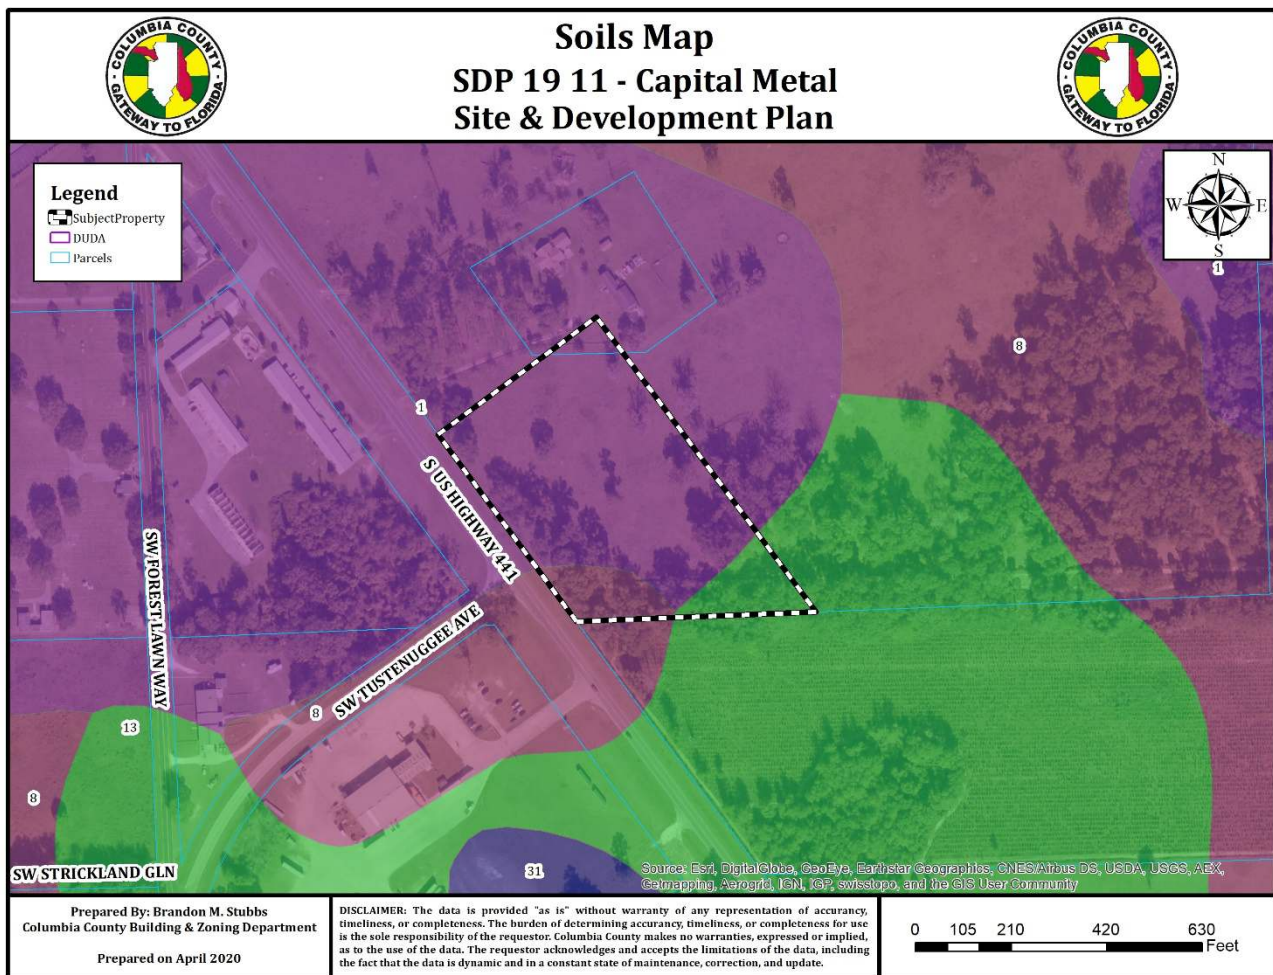 Soils Map
SDP 19 11 - Capital Metal
Site & Development Plan
COLUMBIA COUNTY
GATEWAY TO FLORIDA
COLUMBIA COUNTY
GATEWAY TO FLORIDA
Legend
SubjectProperty
DUDA
Parcels
N
W E
S
1
8
1
S US HIGHWAY 441
SW FOREST LAWN WAY
SW TUSTENUGGEE AVE
8
13
8
31
SW STRICKLAND GLN
Source: Esri, DigitalGlobe, GeoEye, Earthstar Geographics, CNES/Airbus DS, USDA, USGS, AEX,
Getmapping, Aerogrid, IGN, IGP, swisstopo, and the GIS User Community
Prepared By: Brandon M. Stubbs
Columbia County Building & Zoning Department
Prepared on April 2020
DISCLAIMER: The data is provided "as is" without warranty of any representation of accurancy,
timeliness, or completeness. The burden of determining accuracy, timeliness, or completeness for use
is the sole responsibility of the requestor. Columbia County makes no warranties, expressed or implied,
as to the use of the data. The requestor acknowledges and accepts the limitations of the data, including
the fact that the data is dynamic and in a constant state of maintenance, correction, and update.
0 105 210 420 630
Feet